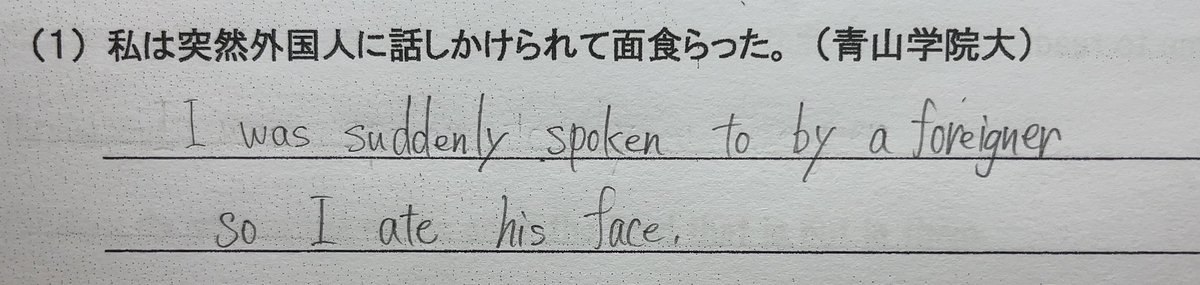 （1）私は突然外国人に話しかけられて面食らった。（青山学院大）
I was suddenly spoken to by a foreigner
so I ate his face.